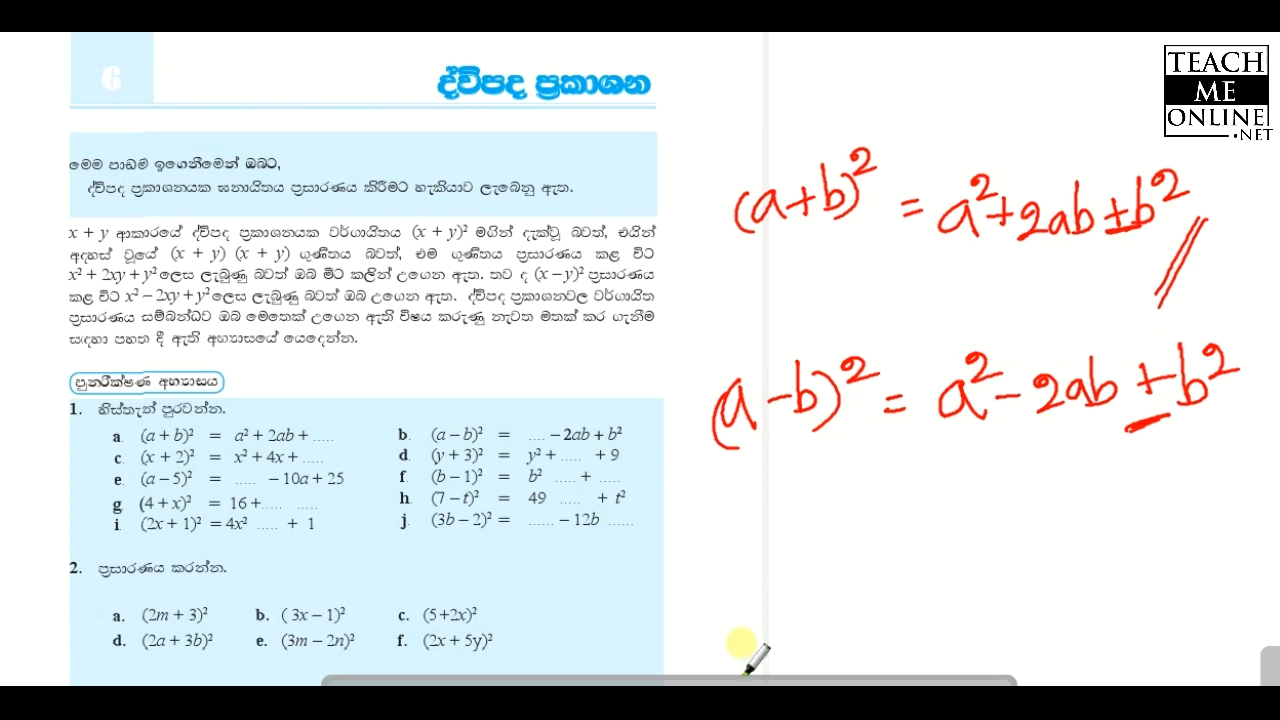 6
ද්විපද ප්‍රකාශන
TEACH
ME
ONLINE
.NET
මෙම පාඩම ඉගෙනීමෙන් ඔබට,
ද්විපද ප්‍රකාශනයක ඝනායිතය ප්‍රසාරණය කිරීමට හැකියාව ලැබෙනු ඇත.
x + y ආකාරයේ ද්විපද ප්‍රකාශනයක වර්ගායිතය (x + y)² මගින් දැක්වූ බවත්, එයින්
අදහස් වූයේ (x + y) (x + y) ගුණිතය බවත්, එම ගුණිතය ප්‍රසාරණය කළ විට
x² + 2xy + y² ලෙස ලැබුණු බවත් ඔබ මීට කලින් උගෙන ඇත. තව ද (x – y)² ප්‍රසාරණය
කළ විට x² – 2xy + y² ලෙස ලැබුණු බවත් ඔබ උගෙන ඇත. ද්විපද ප්‍රකාශනවල වර්ගායිත
ප්‍රසාරණය සම්බන්ධව ඔබ මෙතෙක් උගෙන ඇති විෂය කරුණු නැවත මතක් කර ගැනීම
සඳහා පහත දී ඇති අභ්‍යාසයේ යෙදෙන්න.
පුනරීක්ෂණ අභ්‍යාසය
1. හිස්තැන් පුරවන්න.
a. (a + b)² = a² + 2ab + ..... b. (a – b)² = .... – 2ab + b²
c. (x + 2)² = x² + 4x + ..... d. (y + 3)² = y² + ..... + 9
e. (a – 5)² = ..... – 10a + 25 f. (b – 1)² = b² ..... + .....
g. (4 + x)² = 16 +..... ..... h. (7 – t)² = 49 ..... + t²
i. (2x + 1)² = 4x² ..... + 1 j. (3b – 2)² = ...... – 12b ......
2. ප්‍රසාරණය කරන්න.
a. (2m + 3)² b. ( 3x – 1)² c. (5+2x)²
d. (2a + 3b)² e. (3m – 2n)² f. (2x + 5y)²
(a+b)² = a²+2ab+b²
(a-b)² = a²-2ab+b²